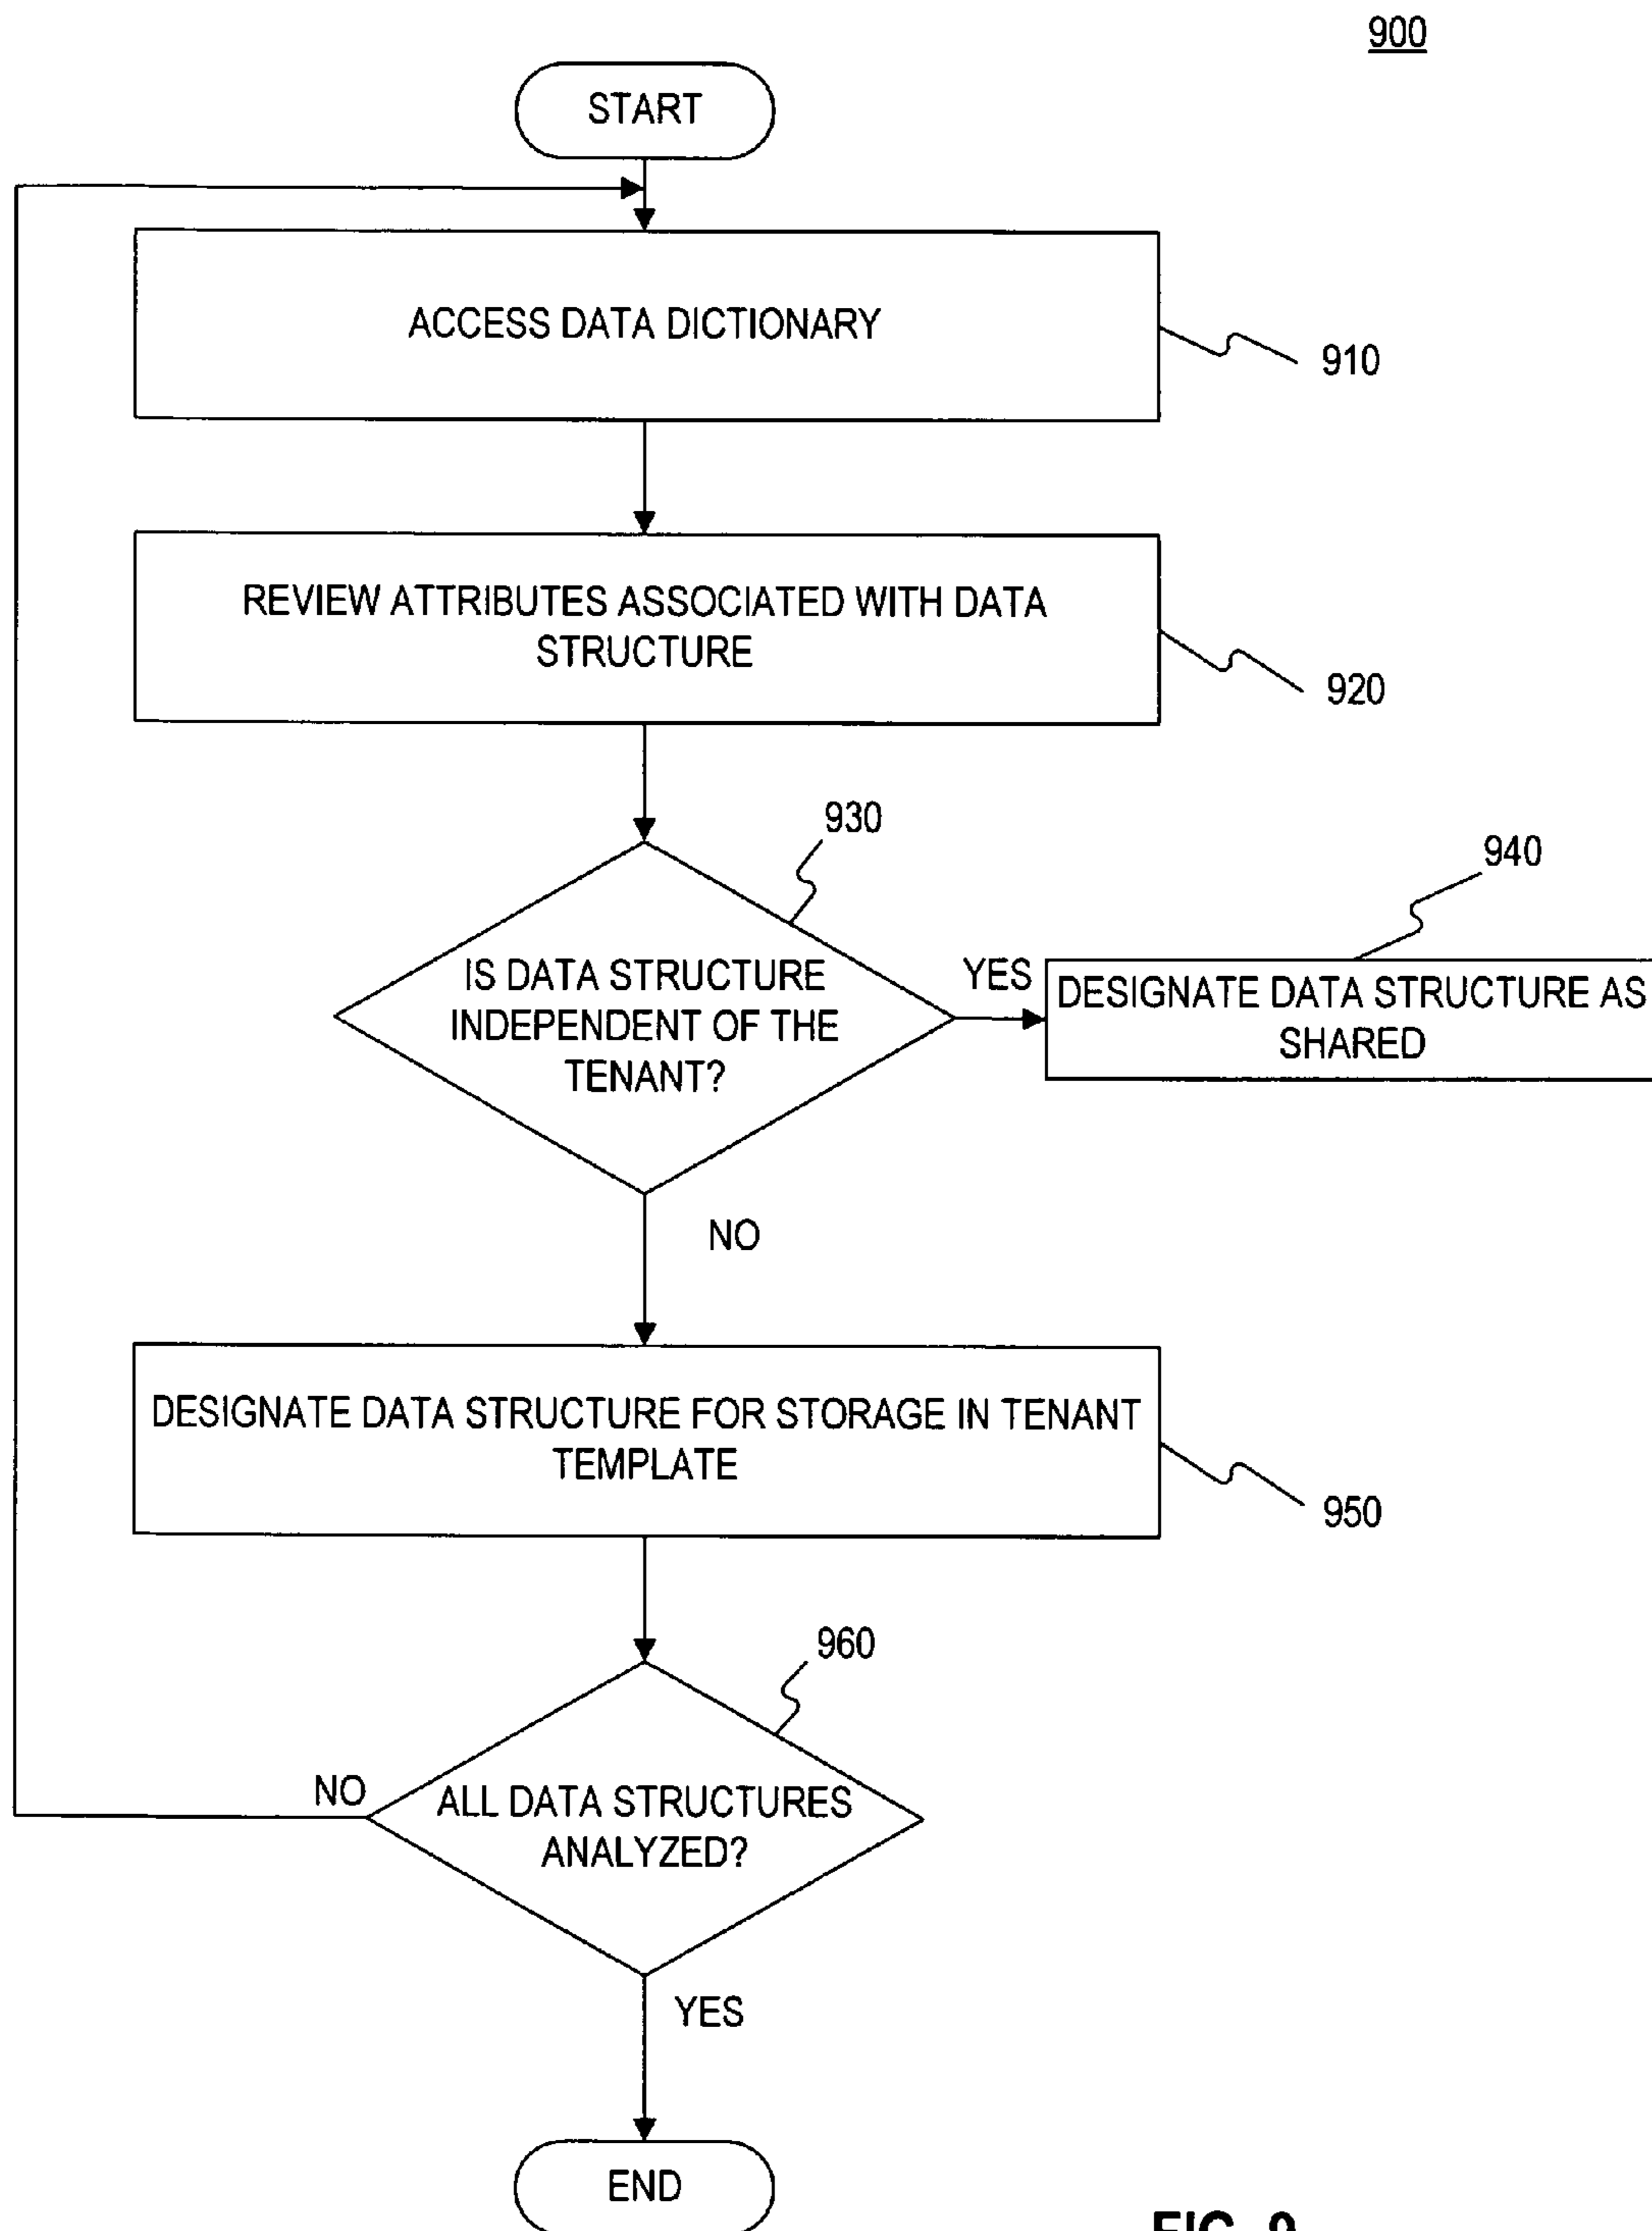 900
START
ACCESS DATA DICTIONARY
910
REVIEW ATTRIBUTES ASSOCIATED WITH DATA
STRUCTURE
920
930
IS DATA STRUCTURE
INDEPENDENT OF THE
TENANT?
YES
940
DESIGNATE DATA STRUCTURE AS
SHARED
NO
DESIGNATE DATA STRUCTURE FOR STORAGE IN TENANT
TEMPLATE
950
960
ALL DATA STRUCTURES
ANALYZED?
NO
YES
END
FIG. 9